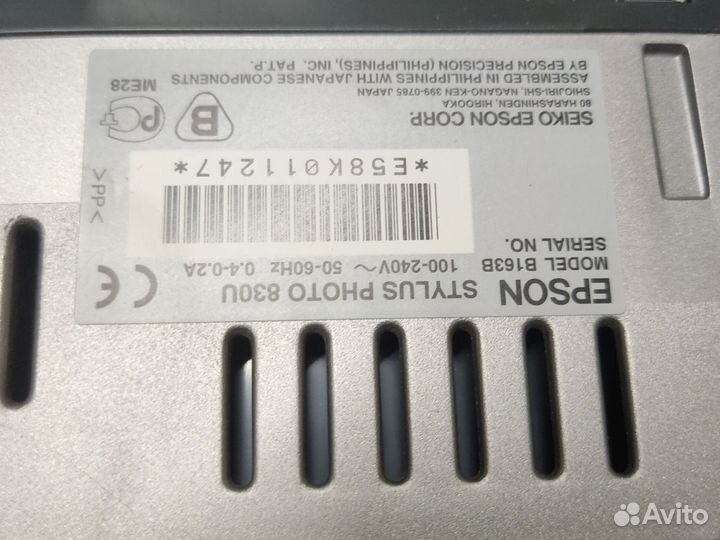 EPSON STYLUS PHOTO 830U
MODEL B163B 100-240V～ 50-60Hz 0.4-0.2A
SERIAL NO.
*E58K011247*
SEIKO EPSON CORP.
80 HARASHINDEN, HIROOKA
SHIOJIRI-SHI, NAGANO-KEN 399-0785 JAPAN
ASSEMBLED IN PHILIPPINES WITH JAPANESE COMPONENTS
BY EPSON PRECISION (PHILIPPINES), INC. PAT.P.
CE
>PP<
B
PC
ME28
Avito